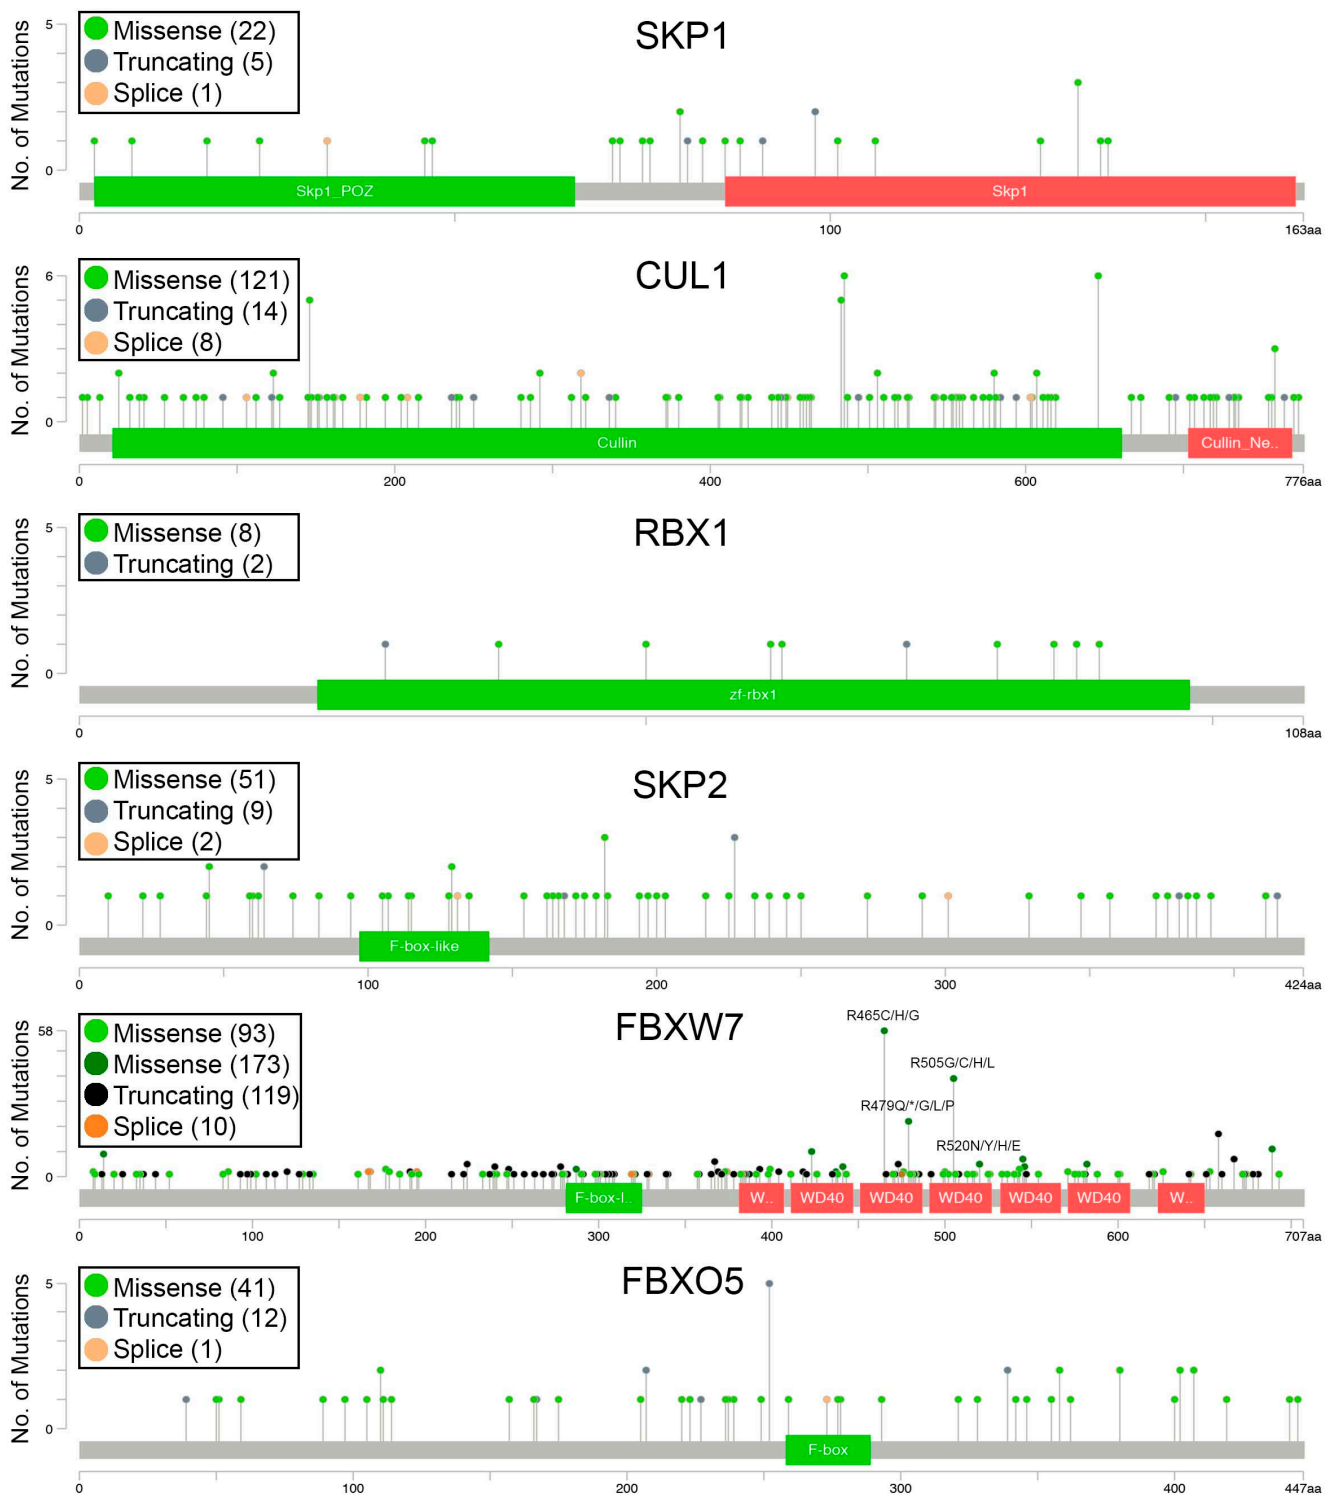 SKP1
No. of Mutations
5
0
Missense (22)
Truncating (5)
Splice (1)
Skp1_POZ
Skp1
0
100
163aa
CUL1
No. of Mutations
6
0
Missense (121)
Truncating (14)
Splice (8)
Cullin
Cullin_Ne..
0
200
400
600
776aa
RBX1
No. of Mutations
5
0
Missense (8)
Truncating (2)
zf-rbx1
0
108aa
SKP2
No. of Mutations
5
0
Missense (51)
Truncating (9)
Splice (2)
F-box-like
0
100
200
300
424aa
FBXW7
No. of Mutations
58
0
Missense (93)
Missense (173)
Truncating (119)
Splice (10)
R465C/H/G
R505G/C/H/L
R479Q/*/G/L/P
R520N/Y/H/E
F-box-l..
W..
WD40
WD40
WD40
WD40
WD40
W..
0
100
200
300
400
500
600
707aa
FBXO5
No. of Mutations
5
0
Missense (41)
Truncating (12)
Splice (1)
F-box
0
100
200
300
400
447aa